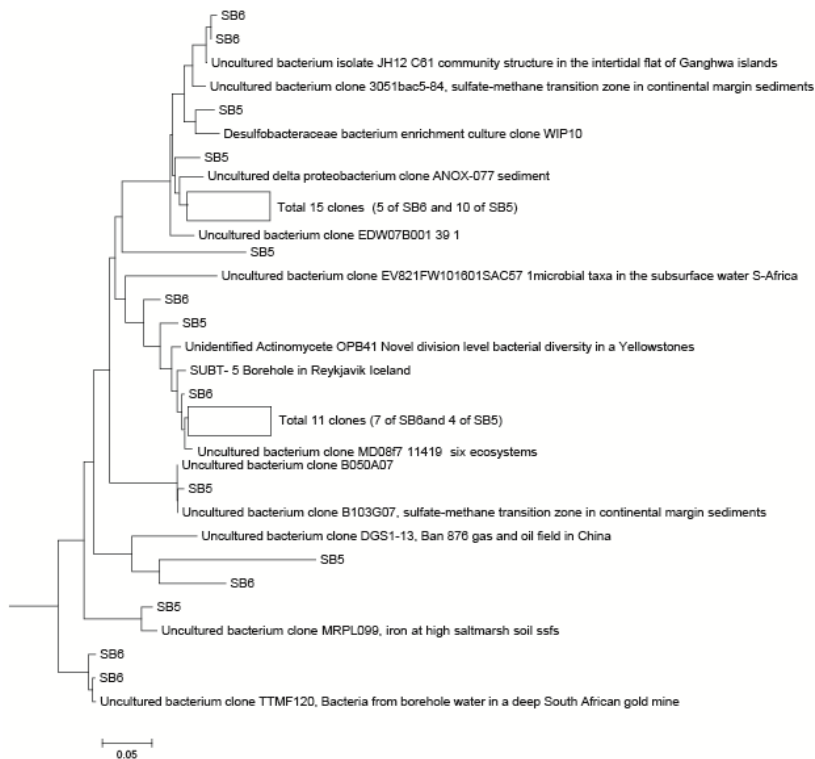 SB6
SB6
Uncultured bacterium isolate JH12 C61 community structure in the intertidal flat of Ganghwa islands
Uncultured bacterium clone 3051bac5-84, sulfate-methane transition zone in continental margin sediments
SB5
Desulfobacteraceae bacterium enrichment culture clone WIP10
SB5
Uncultured delta proteobacterium clone ANOX-077 sediment
Total 15 clones (5 of SB6 and 10 of SB5)
Uncultured bacterium clone EDW07B001 39 1
SB5
Uncultured bacterium clone EV821FW101601SAC57 1microbial taxa in the subsurface water S-Africa
SB6
SB5
Unidentified Actinomycete OPB41 Novel division level bacterial diversity in a Yellowstones
SUBT- 5 Borehole in Reykjavik Iceland
SB6
Total 11 clones (7 of SB6and 4 of SB5)
Uncultured bacterium clone MD08f7 11419 six ecosystems
Uncultured bacterium clone B050A07
SB5
Uncultured bacterium clone B103G07, sulfate-methane transition zone in continental margin sediments
Uncultured bacterium clone DGS1-13, Ban 876 gas and oil field in China
SB5
SB6
SB5
Uncultured bacterium clone MRPL099, iron at high saltmarsh soil ssfs
SB6
SB6
Uncultured bacterium clone TTMF120, Bacteria from borehole water in a deep South African gold mine
0.05